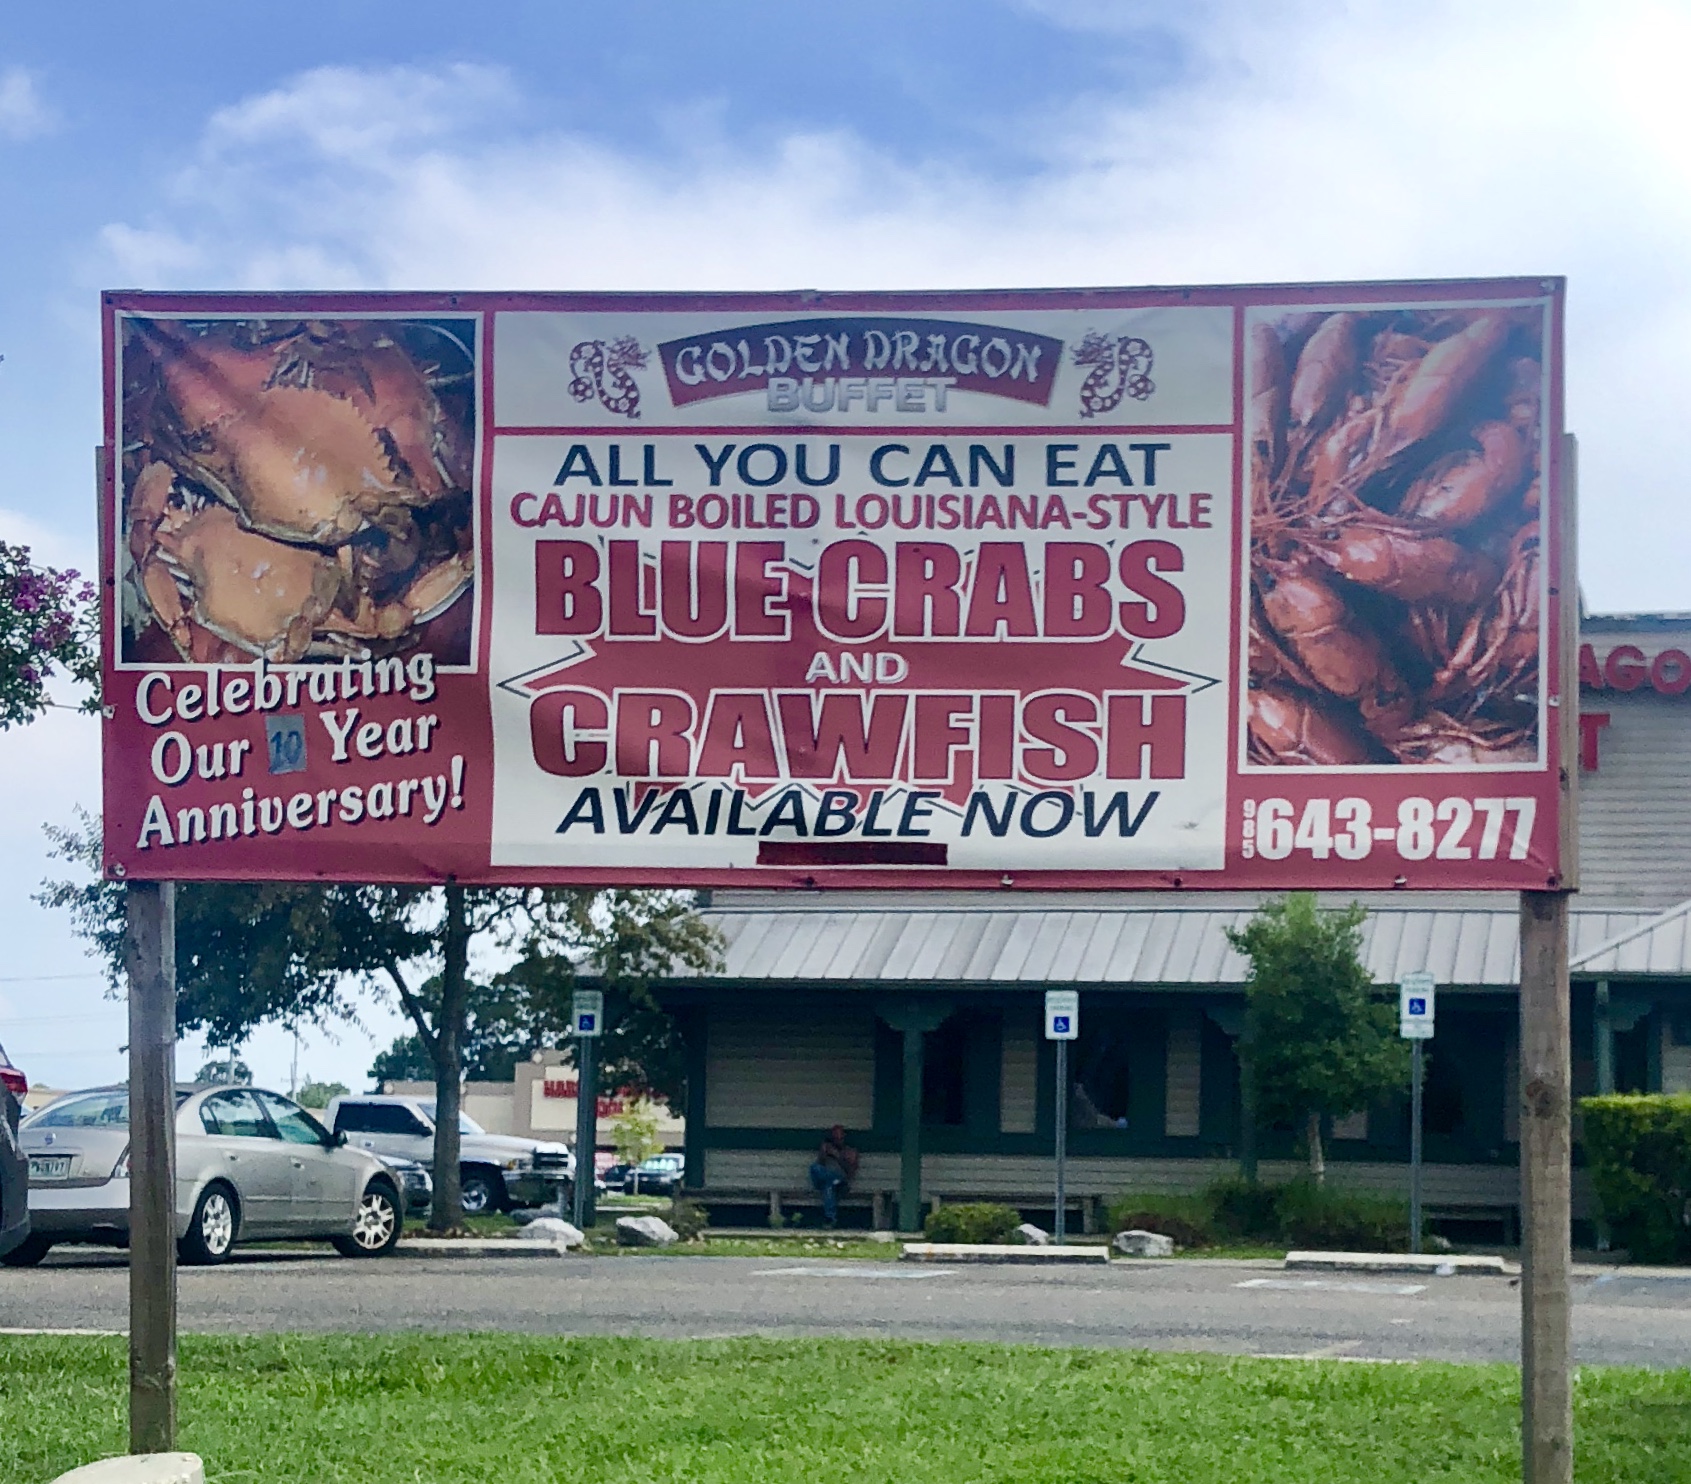 GOLDEN DRAGON
BUFFET
ALL YOU CAN EAT
CAJUN BOILED LOUISIANA-STYLE
BLUE CRABS
AND
CRAWFISH
AVAILABLE NOW
Celebrating
Our 10 Year
Anniversary!
985 643-8277
AGO
T